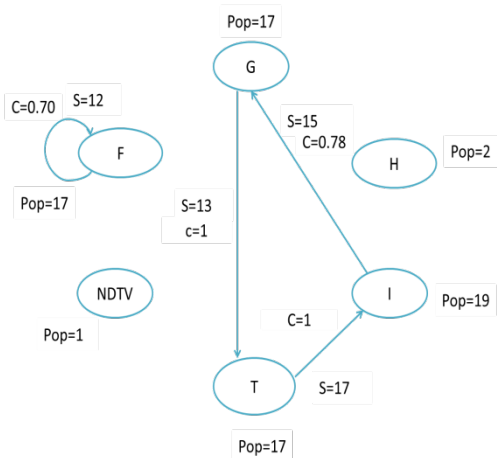 Pop=17
G
C=0.70
S=12
S=15
C=0.78
F
H
Pop=2
Pop=17
S=13
c=1
NDTV
I
Pop=19
Pop=1
C=1
T
S=17
Pop=17